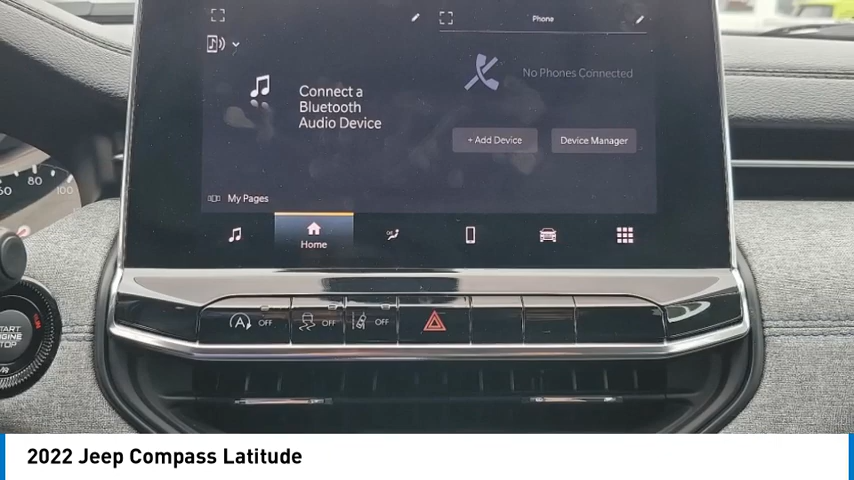 Phone
Connect a
Bluetooth
Audio Device
No Phones Connected
+ Add Device
Device Manager
My Pages
Home
60 80 100
OFF OFF OFF
START
ENGINE
STOP
2022 Jeep Compass Latitude